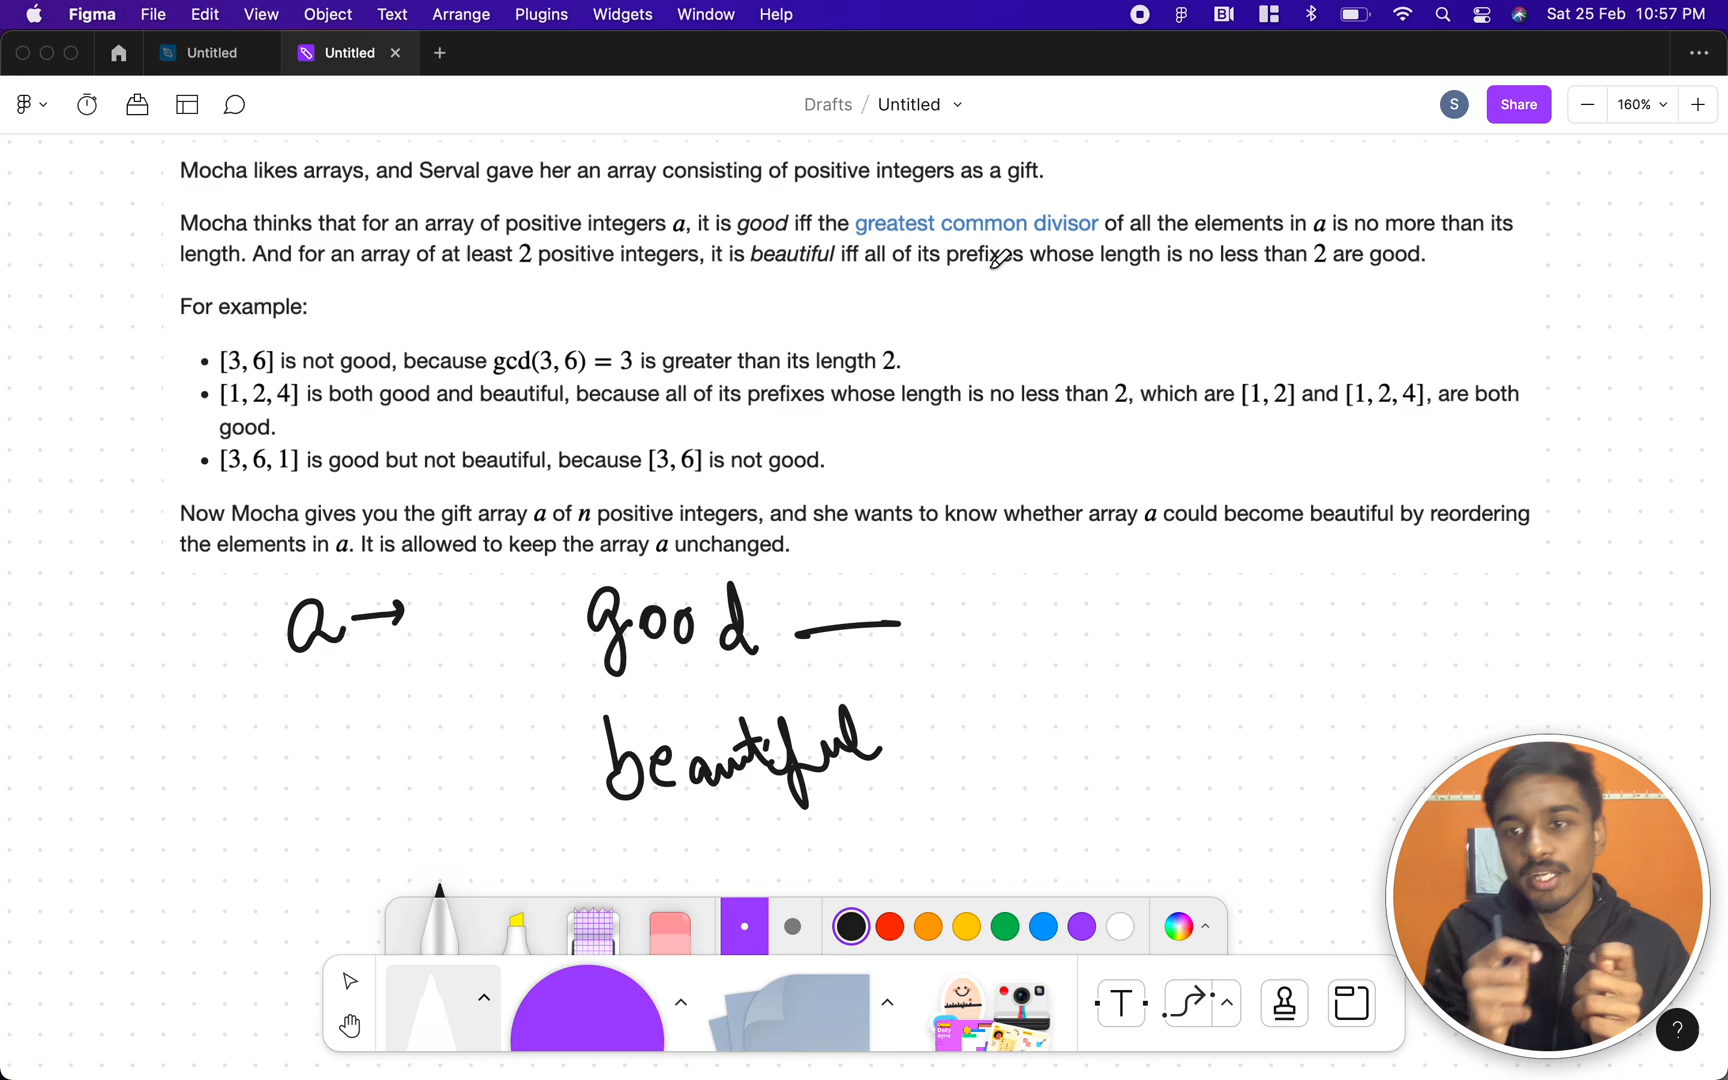 Figma File Edit View Object Text Arrange Plugins Widgets Window Help Sat 25 Feb 10:57 PM
Untitled Untitled
Drafts / Untitled S Share 160%
Mocha likes arrays, and Serval gave her an array consisting of positive integers as a gift.
Mocha thinks that for an array of positive integers a, it is good iff the greatest common divisor of all the elements in a is no more than its
length. And for an array of at least 2 positive integers, it is beautiful iff all of its prefixes whose length is no less than 2 are good.
For example:
• [3, 6] is not good, because gcd(3, 6) = 3 is greater than its length 2.
• [1, 2, 4] is both good and beautiful, because all of its prefixes whose length is no less than 2, which are [1, 2] and [1, 2, 4], are both
good.
• [3, 6, 1] is good but not beautiful, because [3, 6] is not good.
Now Mocha gives you the gift array a of n positive integers, and she wants to know whether array a could become beautiful by reordering
the elements in a. It is allowed to keep the array a unchanged.
a → good —
beautiful
T
?